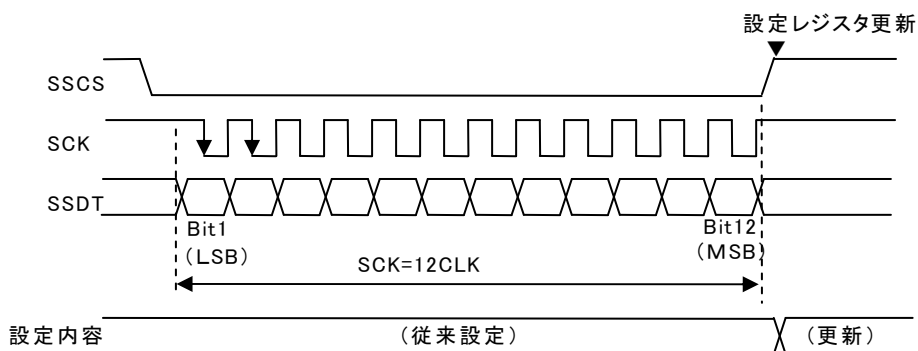 設定レジスタ更新
SSCS
SCK
SSDT
Bit1
(LSB)
Bit12
(MSB)
SCK=12CLK
設定内容
(従来設定)
(更新)